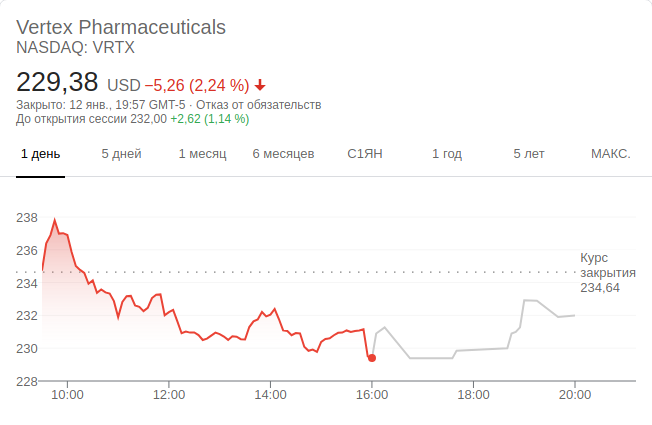 Vertex Pharmaceuticals
NASDAQ: VRTX
229,38 USD −5,26 (2,24 %)
Закрыто: 12 янв., 19:57 GMT-5 · Отказ от обязательств
До открытия сессии 232,00 +2,62 (1,14 %)
1 день 5 дней 1 месяц 6 месяцев С1ЯН 1 год 5 лет МАКС.
238
236
Курс
закрытия
234,64
234
232
230
228
10:00 12:00 14:00 16:00 18:00 20:00